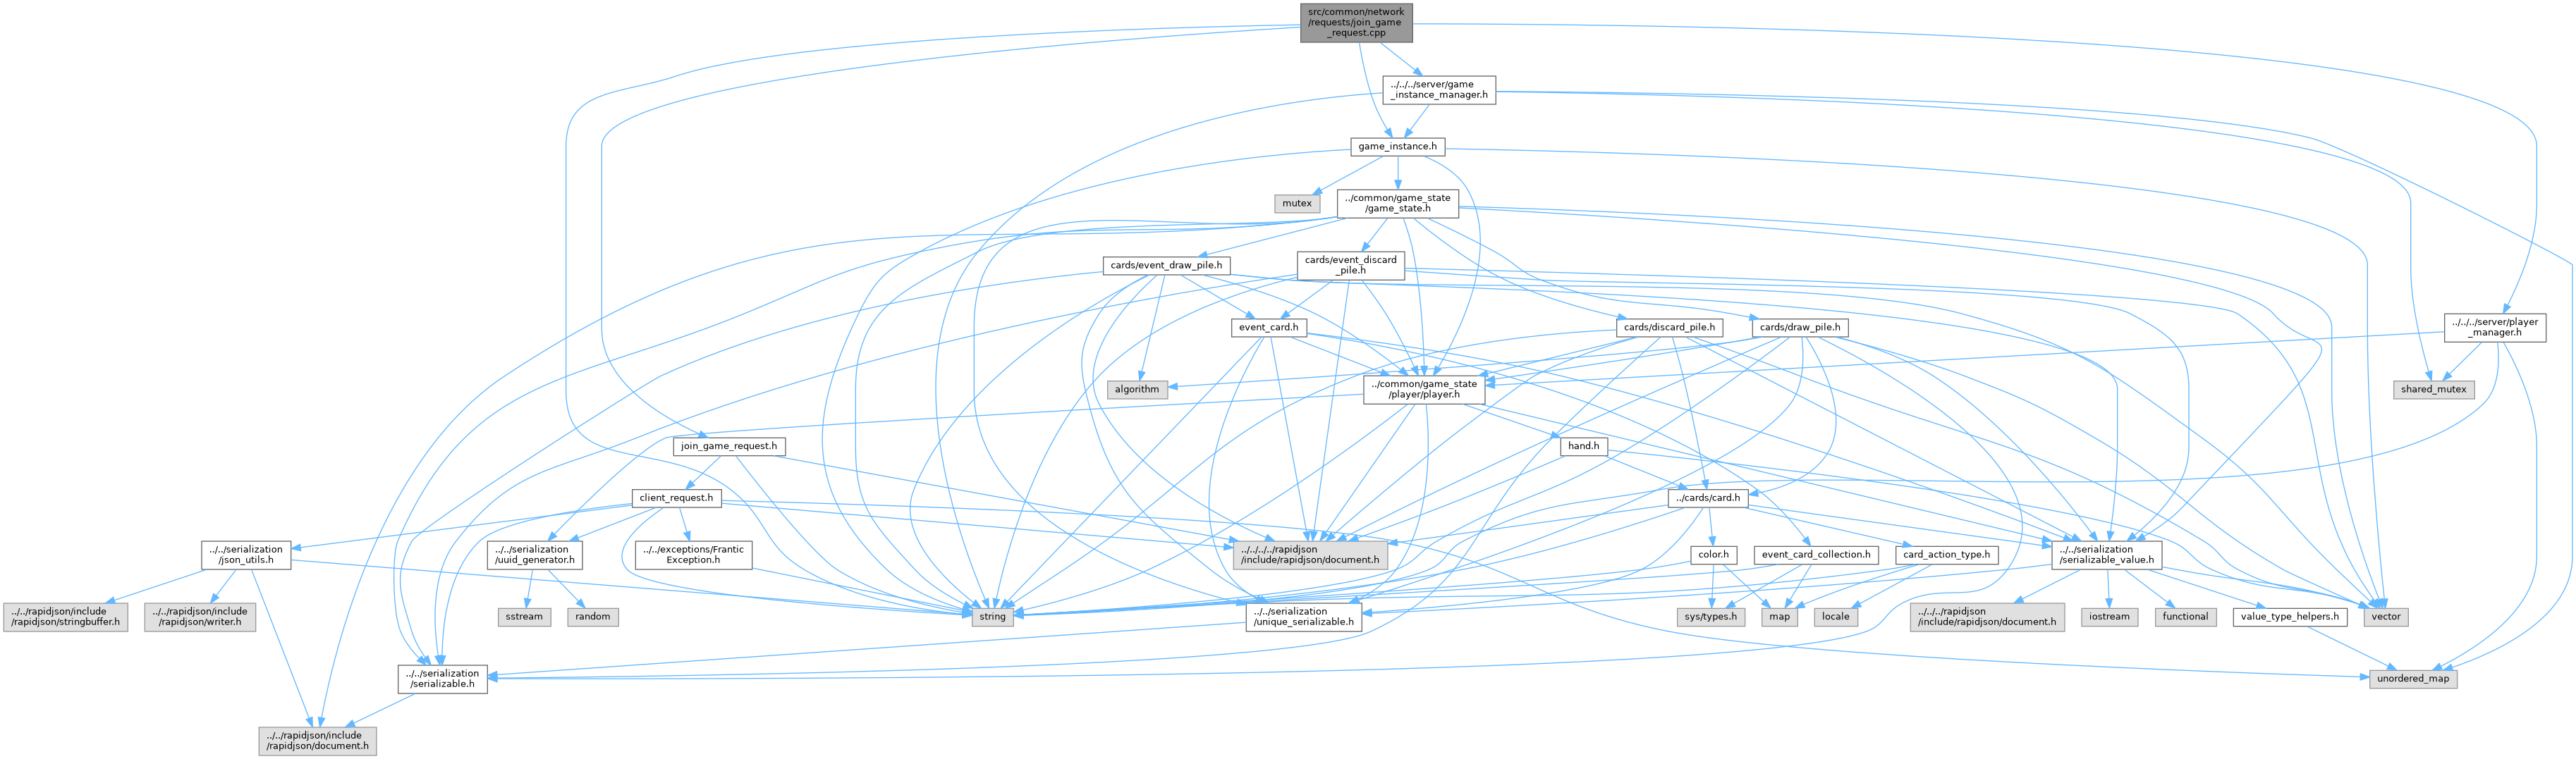 src/common/network
/requests/join_game
_request.cpp
../../../server/game
_instance_manager.h
game_instance.h
mutex
../common/game_state
/game_state.h
cards/event_draw_pile.h
cards/event_discard
_pile.h
event_card.h
cards/discard_pile.h
cards/draw_pile.h
../../../server/player
_manager.h
algorithm
../common/game_state
/player/player.h
shared_mutex
join_game_request.h
hand.h
client_request.h
../cards/card.h
../../serialization
/json_utils.h
../../serialization
/uuid_generator.h
../../exceptions/Frantic
Exception.h
../../../../rapidjson
/include/rapidjson/document.h
color.h
event_card_collection.h
card_action_type.h
../../serialization
/serializable_value.h
../../rapidjson/include
/rapidjson/stringbuffer.h
../../rapidjson/include
/rapidjson/writer.h
sstream
random
string
../../serialization
/unique_serializable.h
sys/types.h
map
locale
../../../rapidjson
/include/rapidjson/document.h
iostream
functional
value_type_helpers.h
vector
../../serialization
/serializable.h
unordered_map
../../rapidjson/include
/rapidjson/document.h